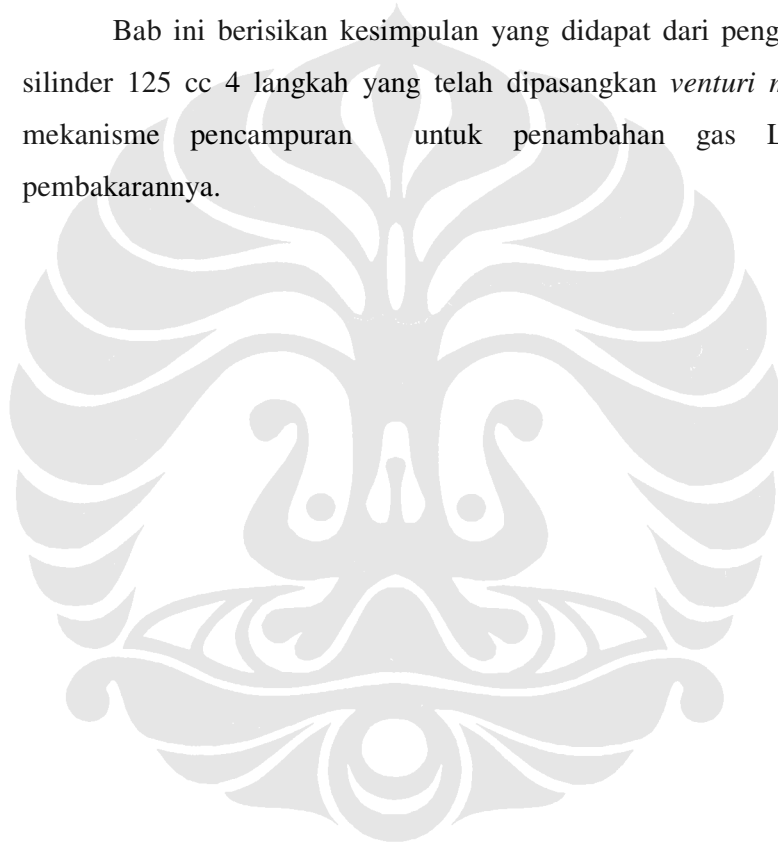 Bab ini berisikan kesimpulan yang didapat dari
silinder 125 cc 4 langkah yang telah dipasangkan venturi
mekanisme pencampuran untuk penambahan gas
pembakarannya.